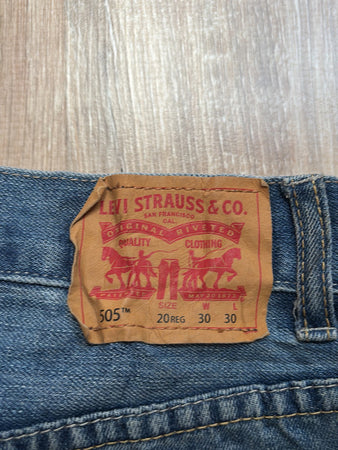 LEVI STRAUSS & CO.
SAN FRANCISCO
CAL.
ORIGINAL RIVETED
QUALITY CLOTHING
SIZE W L
505™ 20REG 30 30